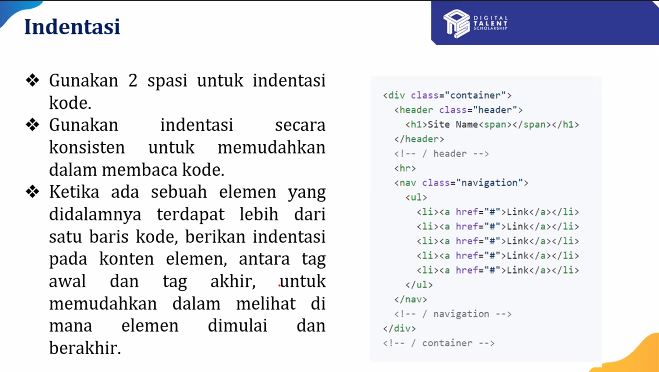 Indentasi
DIGITAL
TALENT
SCHOLARSHIP
❖ Gunakan 2 spasi untuk indentasi
kode.
❖ Gunakan indentasi secara
konsisten untuk memudahkan
dalam membaca kode.
❖ Ketika ada sebuah elemen yang
didalamnya terdapat lebih dari
satu baris kode, berikan indentasi
pada konten elemen, antara tag
awal dan tag akhir, untuk
memudahkan dalam melihat di
mana elemen dimulai dan
berakhir.
<div class="container">
  <header class="header">
    <h1>Site Name<span></span></h1>
  </header>
  <!-- / header -->
  <hr>
  <nav class="navigation">
    <ul>
      <li><a href="#">Link</a></li>
      <li><a href="#">Link</a></li>
      <li><a href="#">Link</a></li>
      <li><a href="#">Link</a></li>
      <li><a href="#">Link</a></li>
    </ul>
  </nav>
  <!-- / navigation -->
</div>
<!-- / container -->